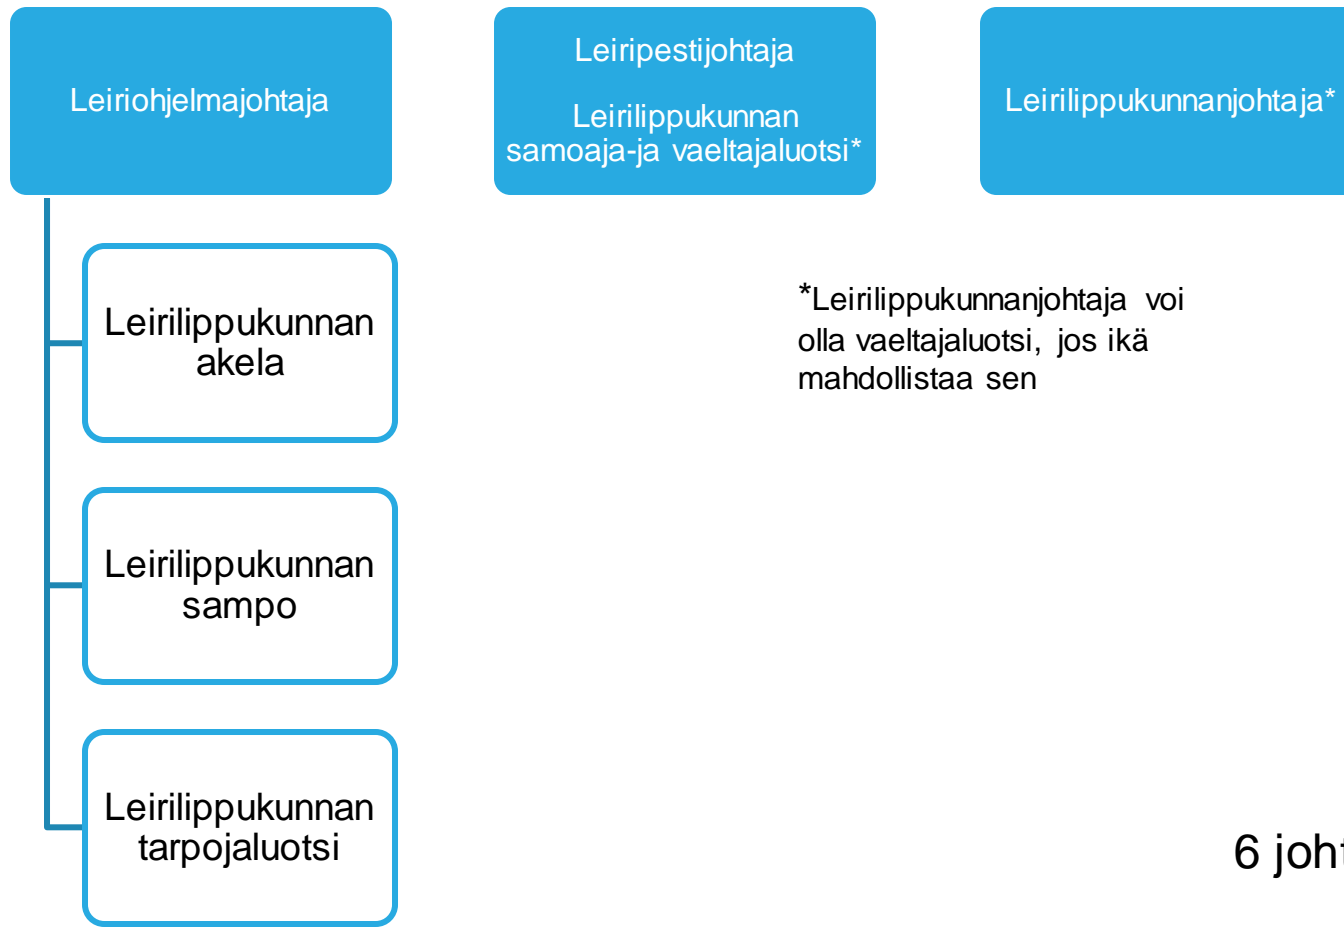 Leiriohjelmajohtaja
Leiripestijohtaja
Leirilippukunnan
samoaja-ja vaeltajaluotsi*
Leirilippukunnanjohtaja*
*Leirilippukunnanjohtaja voi
olla vaeltajaluotsi, jos ikä
mahdollistaa sen
Leirilippukunnan
akela
Leirilippukunnan
sampo
Leirilippukunnan
tarpojaluotsi
6